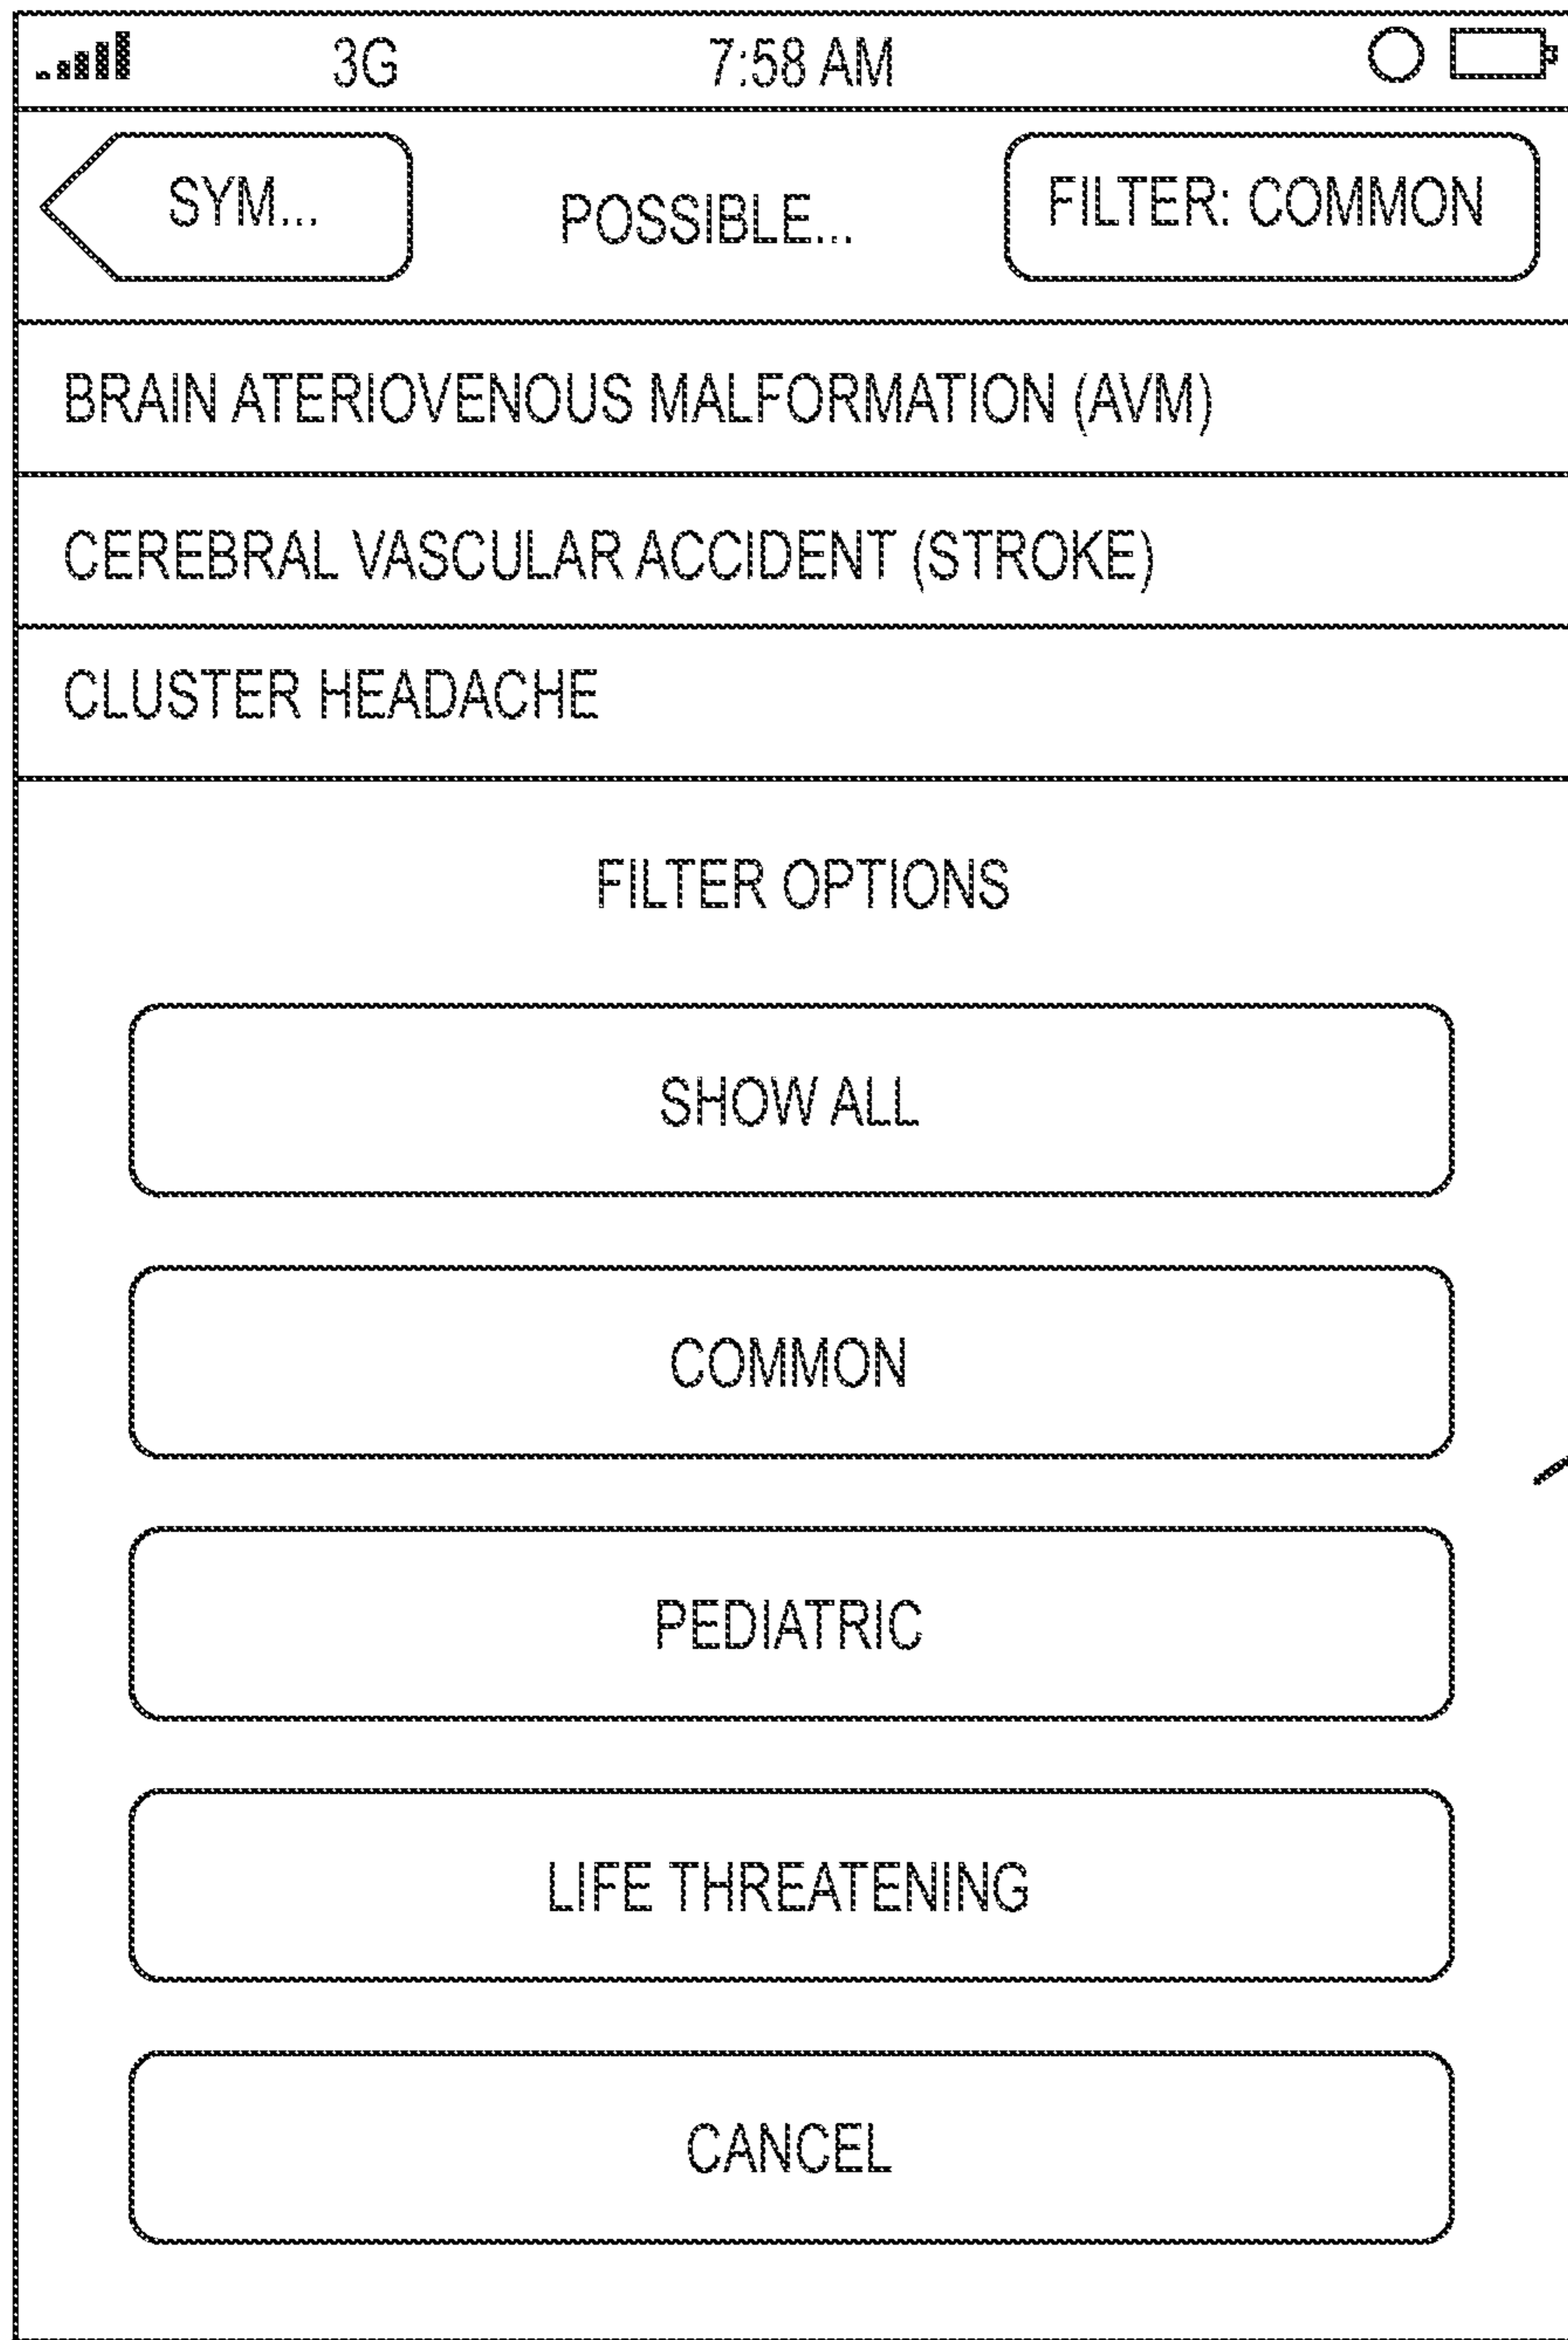 3G 7:58 AM
SYM... POSSIBLE... FILTER: COMMON
BRAIN ATERIOVENOUS MALFORMATION (AVM)
CEREBRAL VASCULAR ACCIDENT (STROKE)
CLUSTER HEADACHE
FILTER OPTIONS
SHOW ALL
COMMON
PEDIATRIC
LIFE THREATENING
CANCEL